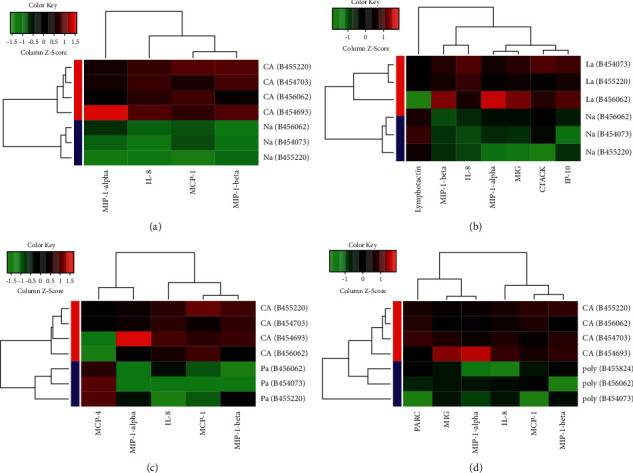 Color Key
-1.5 -1 -0.5 0 0.5 1 1.5
Column Z-Score
CA (B455220)
CA (B454703)
CA (B456062)
CA (B454693)
Na (B456062)
Na (B454073)
Na (B455220)
MIP-1-alpha
IL-8
MCP-1
MIP-1-beta
(a)
Color Key
-1 0 1
Column Z-Score
La (B454073)
La (B455220)
La (B456062)
Na (B456062)
Na (B454073)
Na (B455220)
Lymphotactin
MIP-1-beta
IL-8
MIP-1-alpha
MIG
CTACK
IP-10
(b)
Color Key
-1.5 -1 -0.5 0 0.5 1 1.5
Column Z-Score
CA (B455220)
CA (B454703)
CA (B454693)
CA (B456062)
Pa (B456062)
Pa (B454073)
Pa (B455220)
MCP-4
MIP-1-alpha
IL-8
MCP-1
MIP-1-beta
(c)
Color Key
-1 0 1
Column Z-Score
CA (B455220)
CA (B456062)
CA (B454703)
CA (B454693)
poly (B455824)
poly (B456062)
poly (B454073)
PARC
MIG
MIP-1-alpha
IL-8
MCP-1
MIP-1-beta
(d)